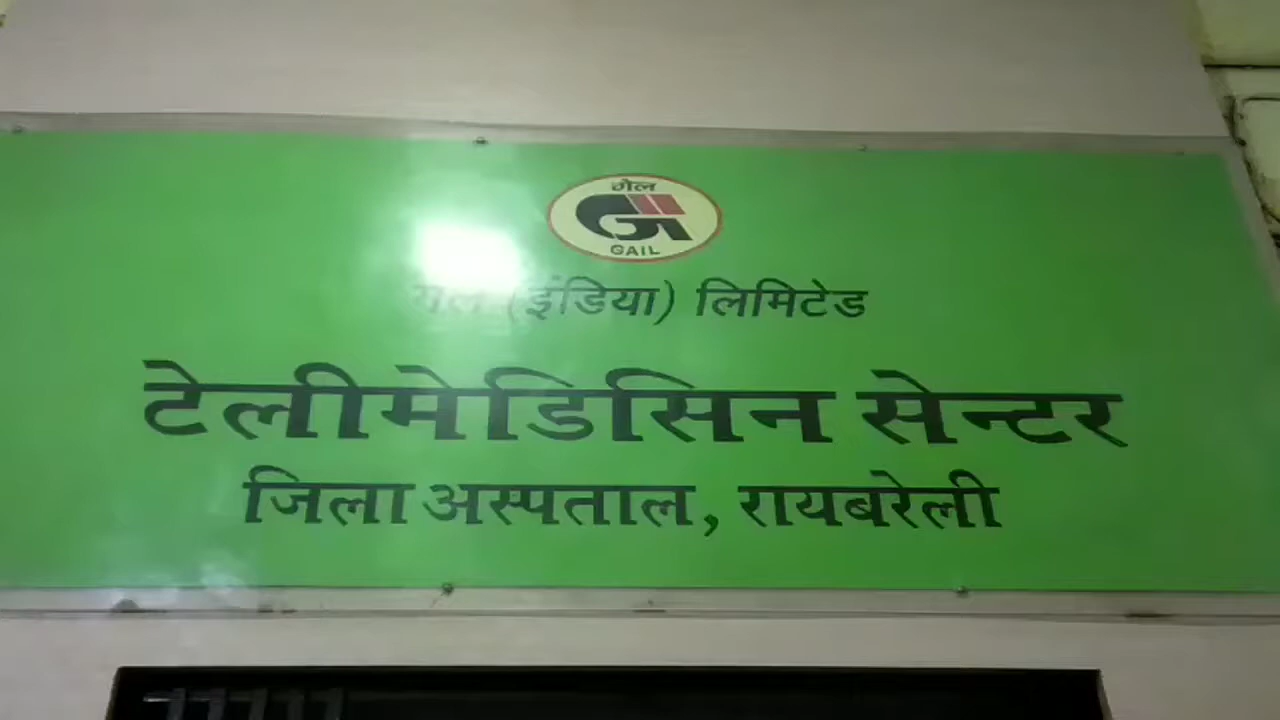 गेल
GAIL
गेल (इंडिया) लिमिटेड
टेलीमेडिसिन सेन्टर
जिला अस्पताल, रायबरेली